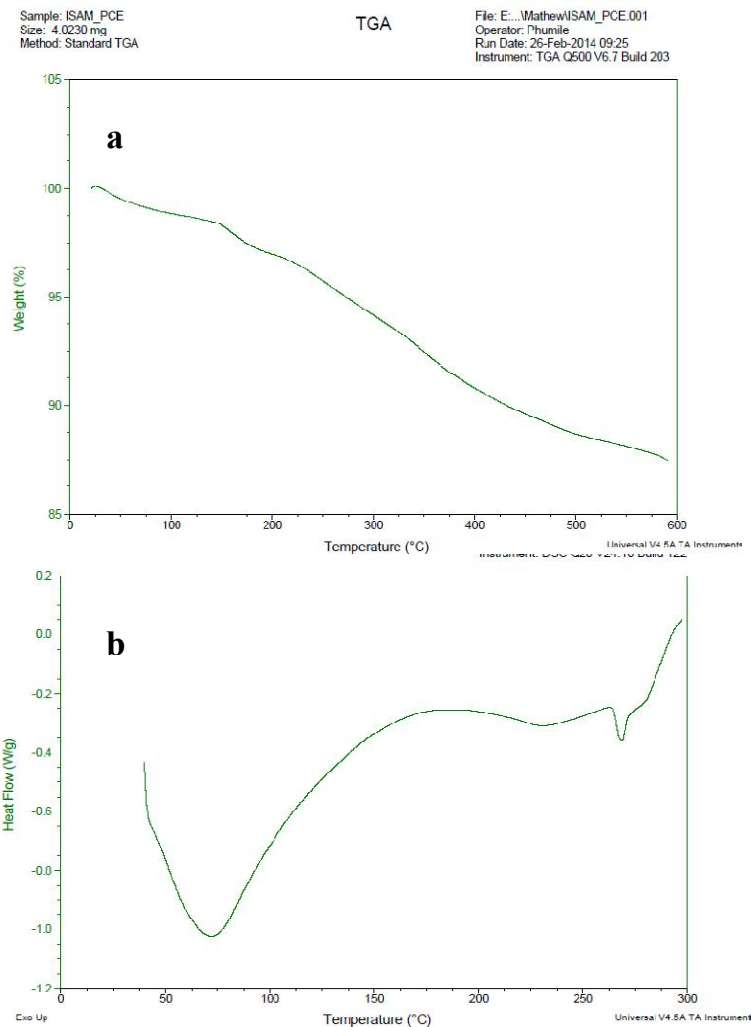 Sample: ISAM_PCE
Size: 4.0230 mg
Method: Standard TGA
TGA
File: E:...\Mathew\ISAM_PCE.001
Operator: Phumile
Run Date: 26-Feb-2014 09:25
Instrument: TGA Q500 V6.7 Build 203
a
105
100
95
90
85
Weight (%)
0 100 200 300 400 500 600
Temperature (°C)
Universal V4.5A TA Instruments
b
0.2
0.0
-0.2
-0.4
-0.6
-0.8
-1.0
-1.2
Heat Flow (W/g)
0 50 100 150 200 250 300
Exo Up
Temperature (°C)
Universal V4.5A TA Instruments